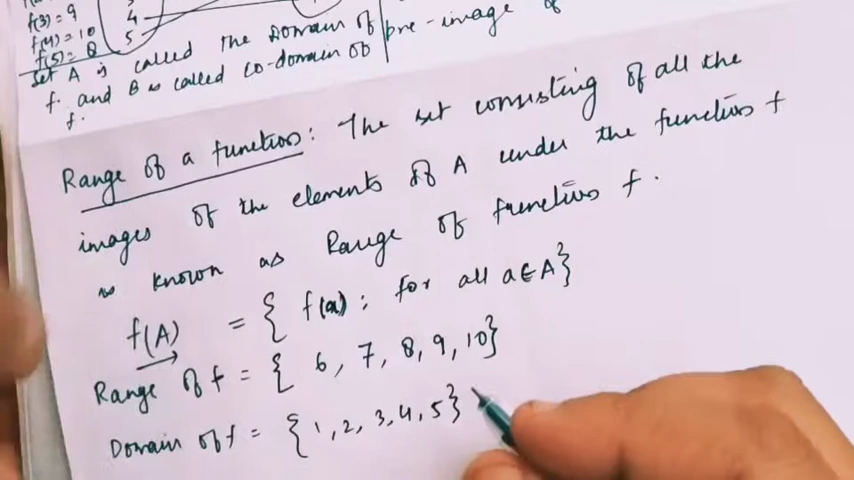 f(3) = 9
f(4) = 10
f(5) = 8
3
4
5
Set A is called the Domain of
f. and B is called Co-domain of
f.
pre-image of
Range of a function: The set consisting of all the
images of the elements of A under the function f
is known as Range of function f.
f(A) = { f(a) ; for all a∈A}
Range of f = { 6, 7, 8, 9, 10}
Domain of f = { 1, 2, 3, 4, 5}